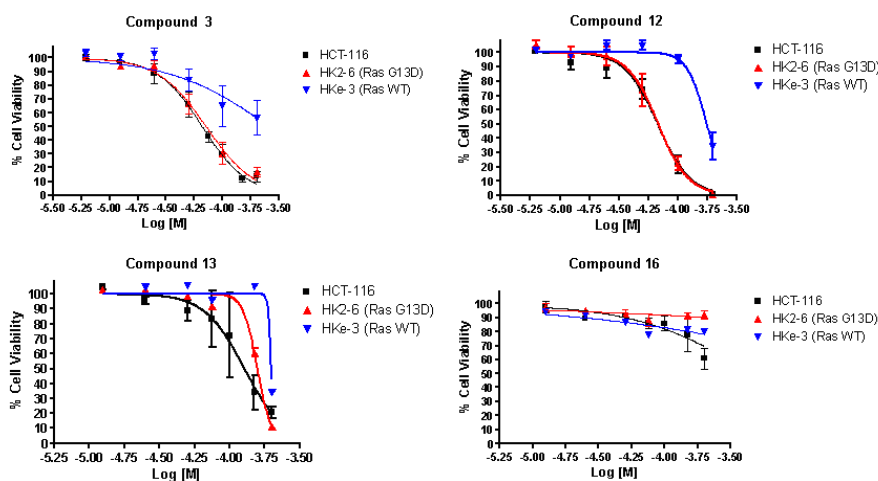 Compound 3
% Cell Viability
100
90
80
70
60
50
40
30
20
10
0
-5.50 -5.25 -5.00 -4.75 -4.50 -4.25 -4.00 -3.75 -3.50
Log [M]
HCT-116
HK2-6 (Ras G13D)
HKe-3 (Ras WT)
Compound 12
% Cell Viability
100
90
80
70
60
50
40
30
20
10
0
-5.50 -5.25 -5.00 -4.75 -4.50 -4.25 -4.00 -3.75 -3.50
Log [M]
HCT-116
HK2-6 (Ras G13D)
HKe-3 (Ras WT)
Compound 13
% Cell Viability
100
90
80
70
60
50
40
30
20
10
0
-5.25 -5.00 -4.75 -4.50 -4.25 -4.00 -3.75 -3.50
Log [M]
HCT-116
HK2-6 (Ras G13D)
HKe-3 (Ras WT)
Compound 16
% Cell Viability
100
90
80
70
60
50
40
30
20
10
0
-5.25 -5.00 -4.75 -4.50 -4.25 -4.00 -3.75 -3.50
Log [M]
HCT-116
HK2-6 (Ras G13D)
HKe-3 (Ras WT)